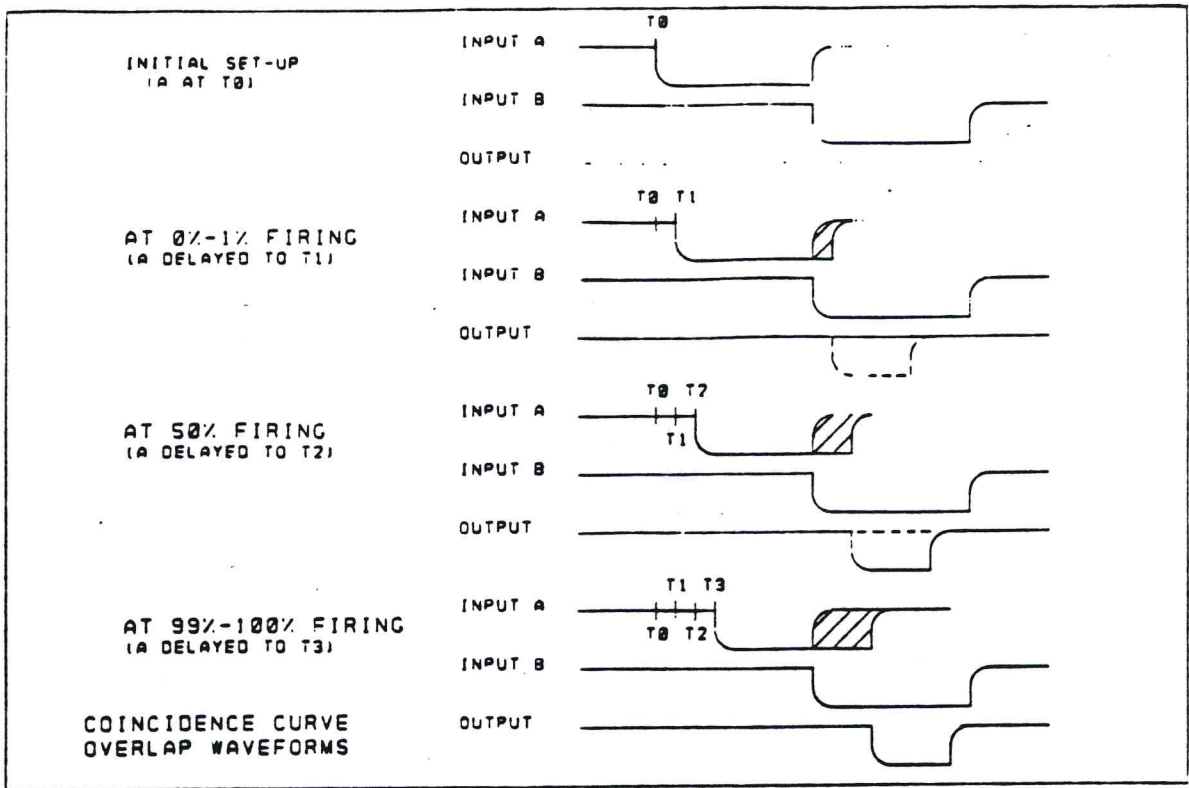 T0
INPUT A
INITIAL SET-UP
(A AT T0)
INPUT B
OUTPUT
T0 T1
INPUT A
AT 0%-1% FIRING
(A DELAYED TO T1)
INPUT B
OUTPUT
T0 T2
INPUT A
T1
AT 50% FIRING
(A DELAYED TO T2)
INPUT B
OUTPUT
T1 T3
INPUT A
T0 T2
AT 99%-100% FIRING
(A DELAYED TO T3)
INPUT B
OUTPUT
COINCIDENCE CURVE
OVERLAP WAVEFORMS